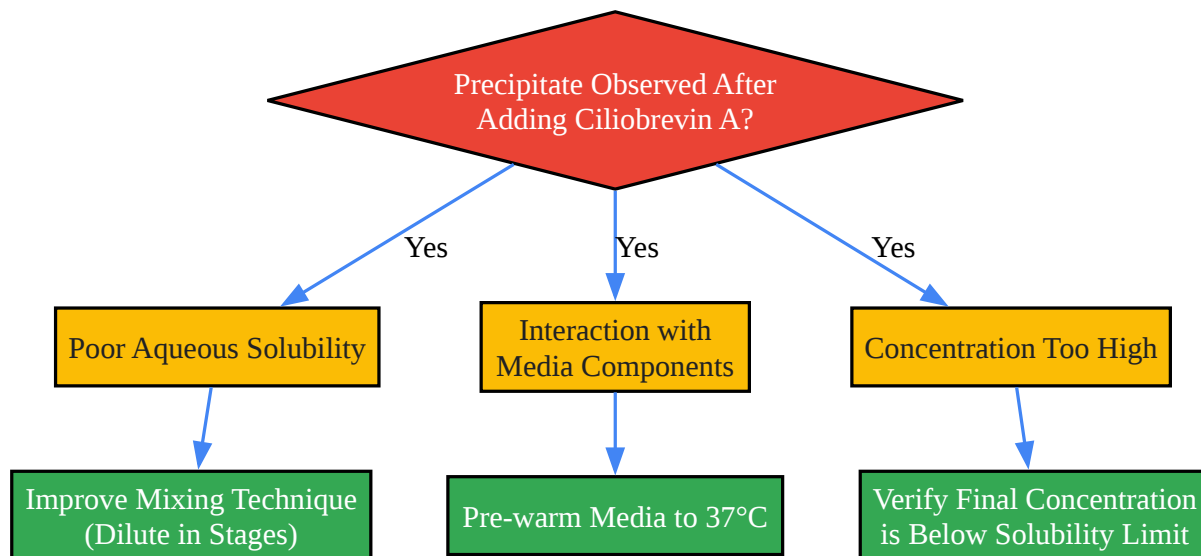 Precipitate Observed After
Adding Ciliobrevin A?
Yes
Yes
Yes
Poor Aqueous Solubility
Interaction with
Media Components
Concentration Too High
Improve Mixing Technique
(Dilute in Stages)
Pre-warm Media to 37°C
Verify Final Concentration
is Below Solubility Limit